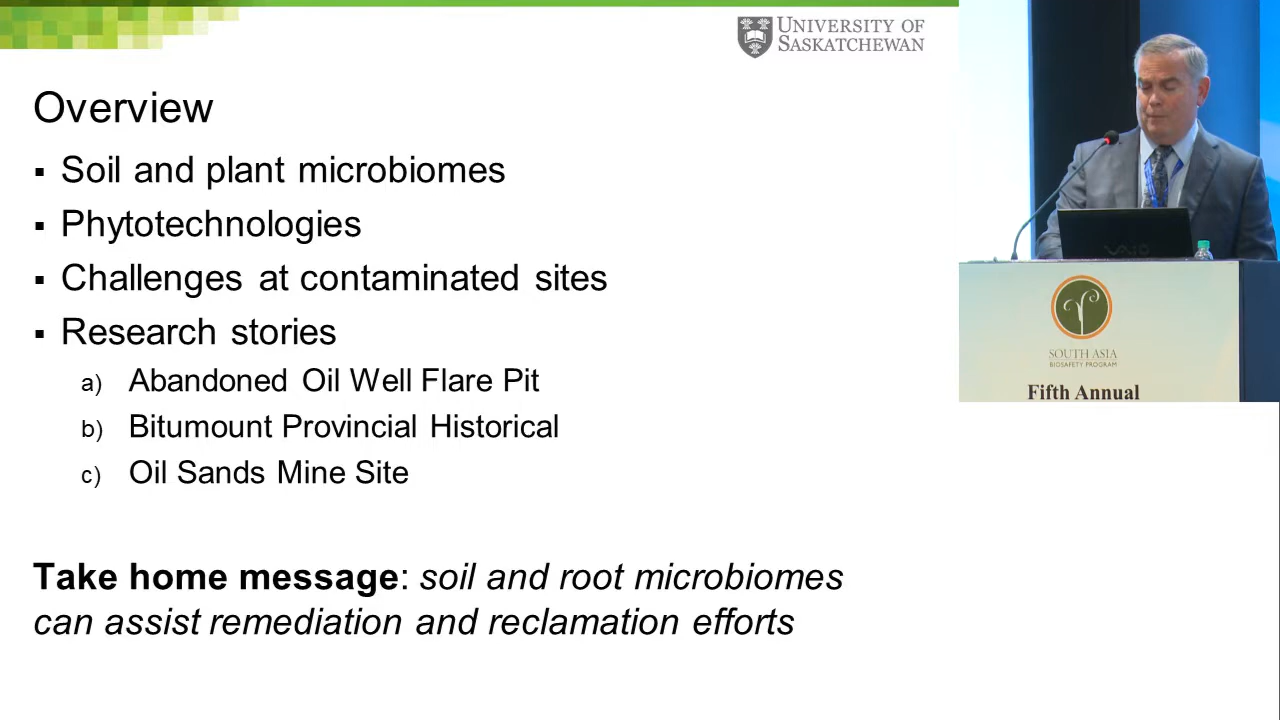 UNIVERSITY OF
SASKATCHEWAN
Overview
▪ Soil and plant microbiomes
▪ Phytotechnologies
▪ Challenges at contaminated sites
▪ Research stories
a) Abandoned Oil Well Flare Pit
b) Bitumount Provincial Historical
c) Oil Sands Mine Site
Take home message: soil and root microbiomes
can assist remediation and reclamation efforts
VAIO
SOUTH ASIA
BIOSAFETY PROGRAM
Fifth Annual